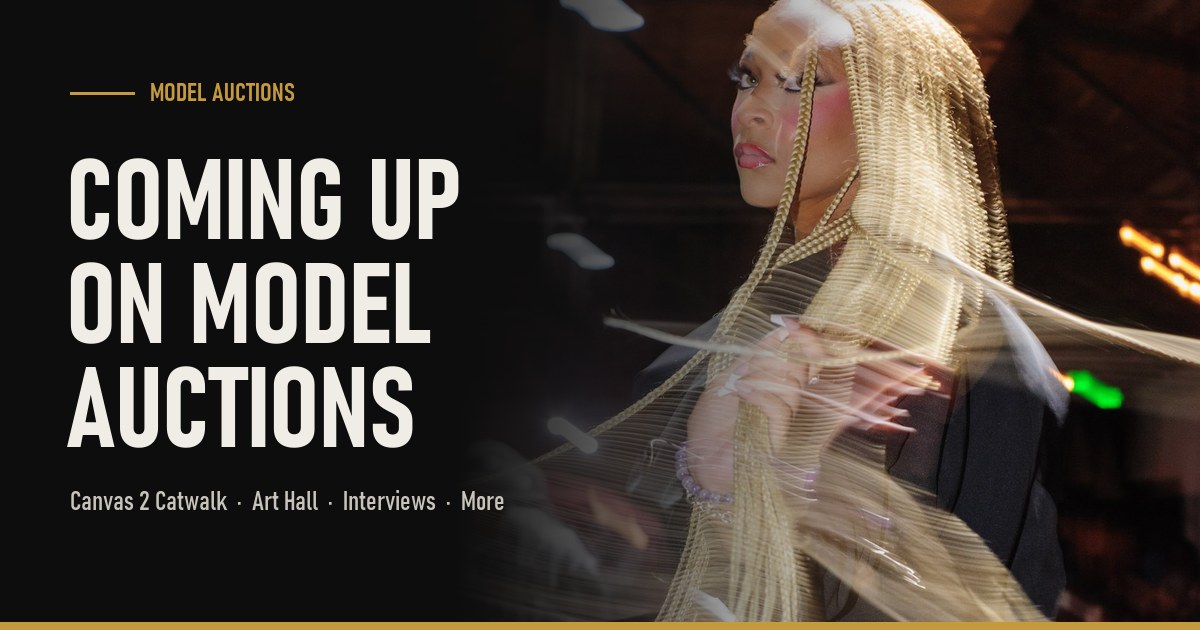 MODEL AUCTIONS
COMING UP
ON MODEL
AUCTIONS
Canvas 2 Catwalk · Art Hall · Interviews · More